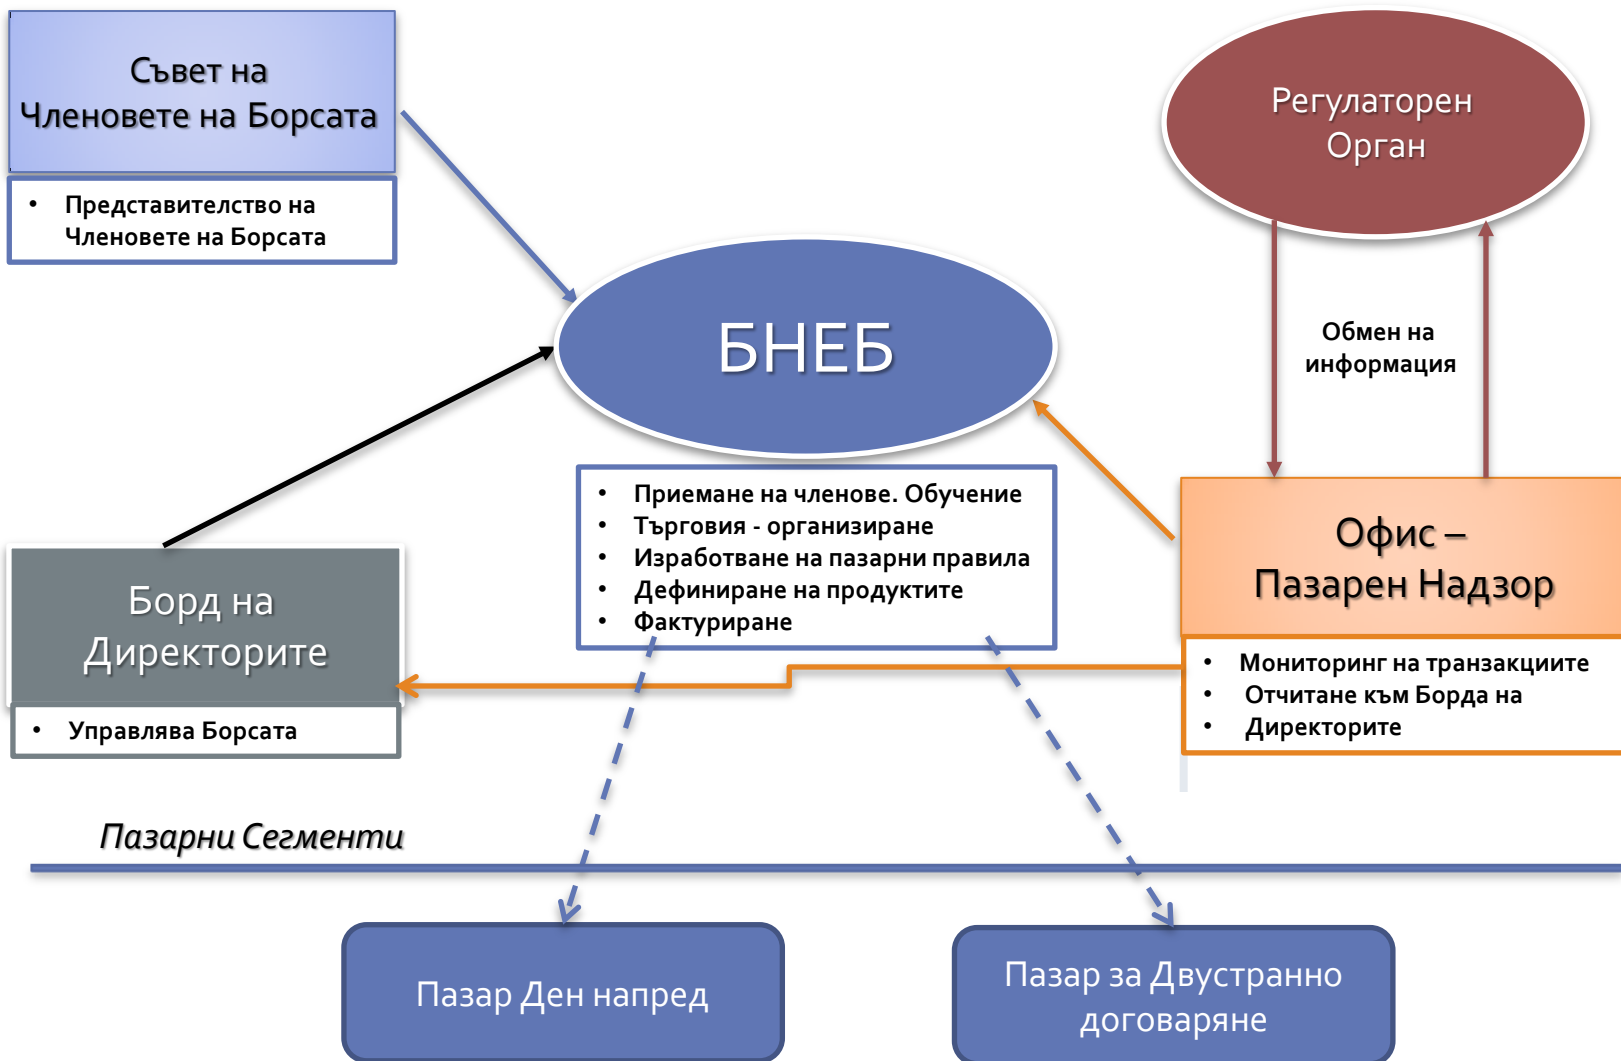 Съвет на
Членовете на Борсата
• Представителство на
Членовете на Борсата
Регулаторен
Орган
БНЕБ
Обмен на
информация
• Приемане на членове. Обучение
• Търговия - организиране
• Изработване на пазарни правила
• Дефиниране на продуктите
• Фактуриране
Офис –
Пазарен Надзор
• Мониторинг на транзакциите
• Отчитане към Борда на
• Директорите
Борд на
Директорите
• Управлява Борсата
Пазарни Сегменти
Пазар Ден напред
Пазар за Двустранно
договаряне